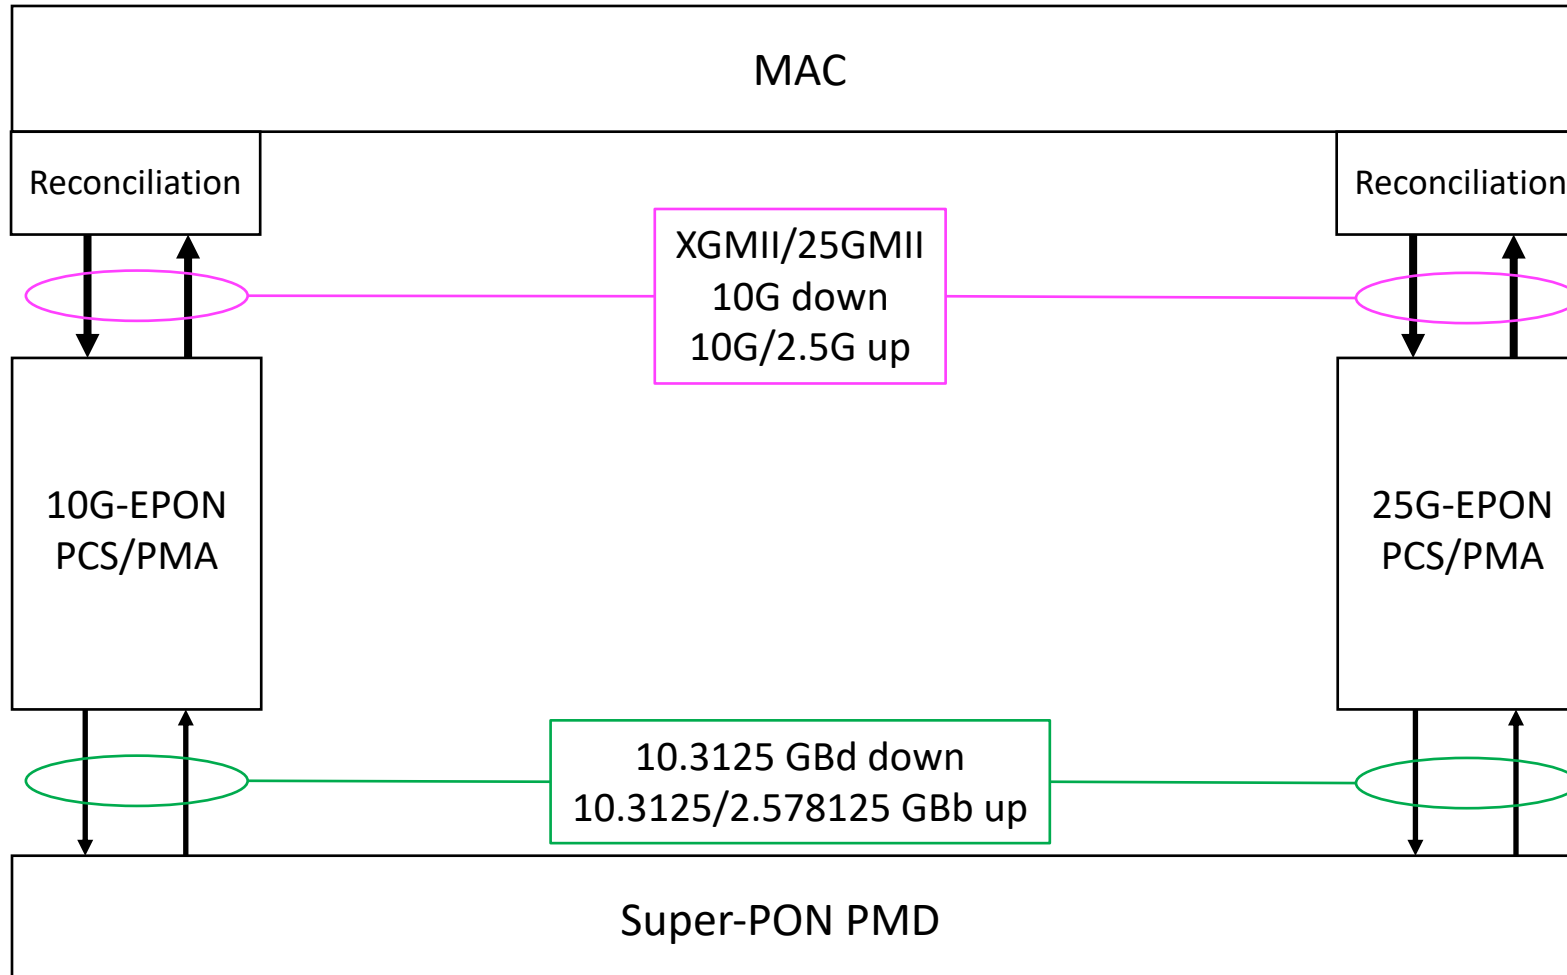 MAC
Reconciliation
Reconciliation
XGMII/25GMII
10G down
10G/2.5G up
10G-EPON
PCS/PMA
25G-EPON
PCS/PMA
10.3125 GBd down
10.3125/2.578125 GBb up
Super-PON PMD